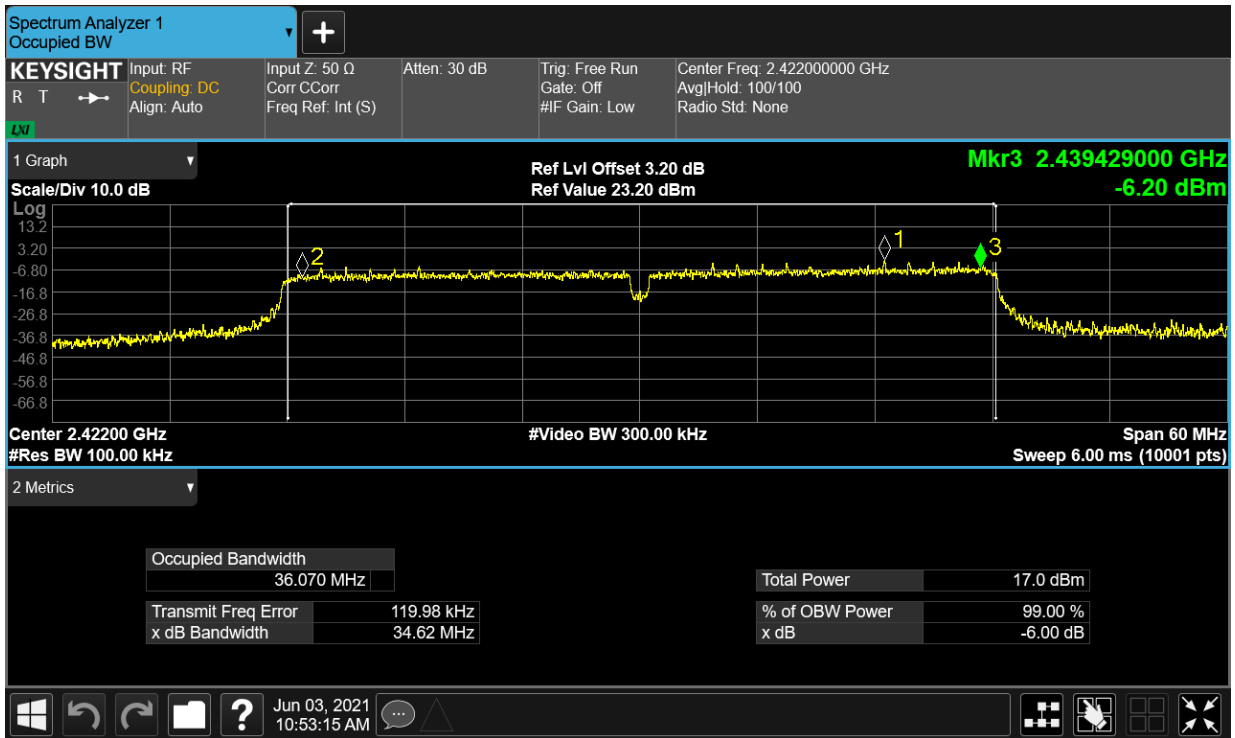 Spectrum Analyzer 1
Occupied BW
KEYSIGHT
R T
LXI
Input: RF
Coupling: DC
Align: Auto
Input Z: 50 Ω
Corr CCorr
Freq Ref: Int (S)
Atten: 30 dB
Trig: Free Run
Gate: Off
#IF Gain: Low
Center Freq: 2.422000000 GHz
Avg|Hold: 100/100
Radio Std: None
1 Graph
Scale/Div 10.0 dB
Ref Lvl Offset 3.20 dB
Ref Value 23.20 dBm
Mkr3 2.439429000 GHz
-6.20 dBm
Log
13.2
3.20
-6.80
-16.8
-26.8
-36.8
-46.8
-56.8
-66.8
2
1
3
Center 2.42200 GHz
#Video BW 300.00 kHz
Span 60 MHz
#Res BW 100.00 kHz
Sweep 6.00 ms (10001 pts)
2 Metrics
Occupied Bandwidth
36.070 MHz
Transmit Freq Error 119.98 kHz
x dB Bandwidth 34.62 MHz
Total Power 17.0 dBm
% of OBW Power 99.00 %
x dB -6.00 dB
?
Jun 03, 2021
10:53:15 AM